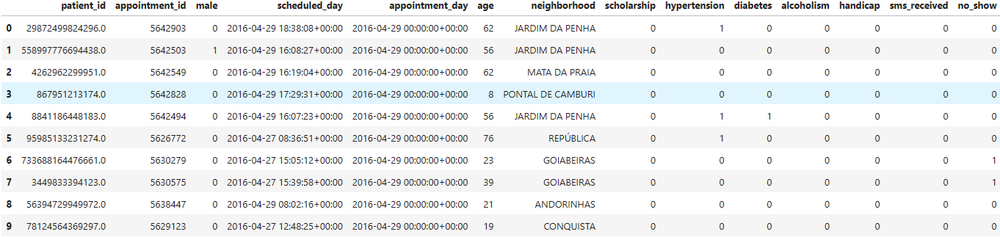 patient_id appointment_id male scheduled_day appointment_day age neighborhood scholarship hypertension diabetes alcoholism handicap sms_received no_show
0 29872499824296.0 5642903 0 2016-04-29 18:38:08+00:00 2016-04-29 00:00:00+00:00 62 JARDIM DA PENHA 0 1 0 0 0 0 0
1 558997776694438.0 5642503 1 2016-04-29 16:08:27+00:00 2016-04-29 00:00:00+00:00 56 JARDIM DA PENHA 0 0 0 0 0 0 0
2 4262962299951.0 5642549 0 2016-04-29 16:19:04+00:00 2016-04-29 00:00:00+00:00 62 MATA DA PRAIA 0 0 0 0 0 0 0
3 867951213174.0 5642828 0 2016-04-29 17:29:31+00:00 2016-04-29 00:00:00+00:00 8 PONTAL DE CAMBURI 0 0 0 0 0 0 0
4 8841186448183.0 5642494 0 2016-04-29 16:07:23+00:00 2016-04-29 00:00:00+00:00 56 JARDIM DA PENHA 0 1 1 0 0 0 0
5 95985133231274.0 5626772 0 2016-04-27 08:36:51+00:00 2016-04-29 00:00:00+00:00 76 REPÚBLICA 0 1 0 0 0 0 0
6 733688164476661.0 5630279 0 2016-04-27 15:05:12+00:00 2016-04-29 00:00:00+00:00 23 GOIABEIRAS 0 0 0 0 0 0 1
7 3449833394123.0 5630575 0 2016-04-27 15:39:58+00:00 2016-04-29 00:00:00+00:00 39 GOIABEIRAS 0 0 0 0 0 0 1
8 56394729949972.0 5638447 0 2016-04-29 08:02:16+00:00 2016-04-29 00:00:00+00:00 21 ANDORINHAS 0 0 0 0 0 0 0
9 78124564369297.0 5629123 0 2016-04-27 12:48:25+00:00 2016-04-29 00:00:00+00:00 19 CONQUISTA 0 0 0 0 0 0 0